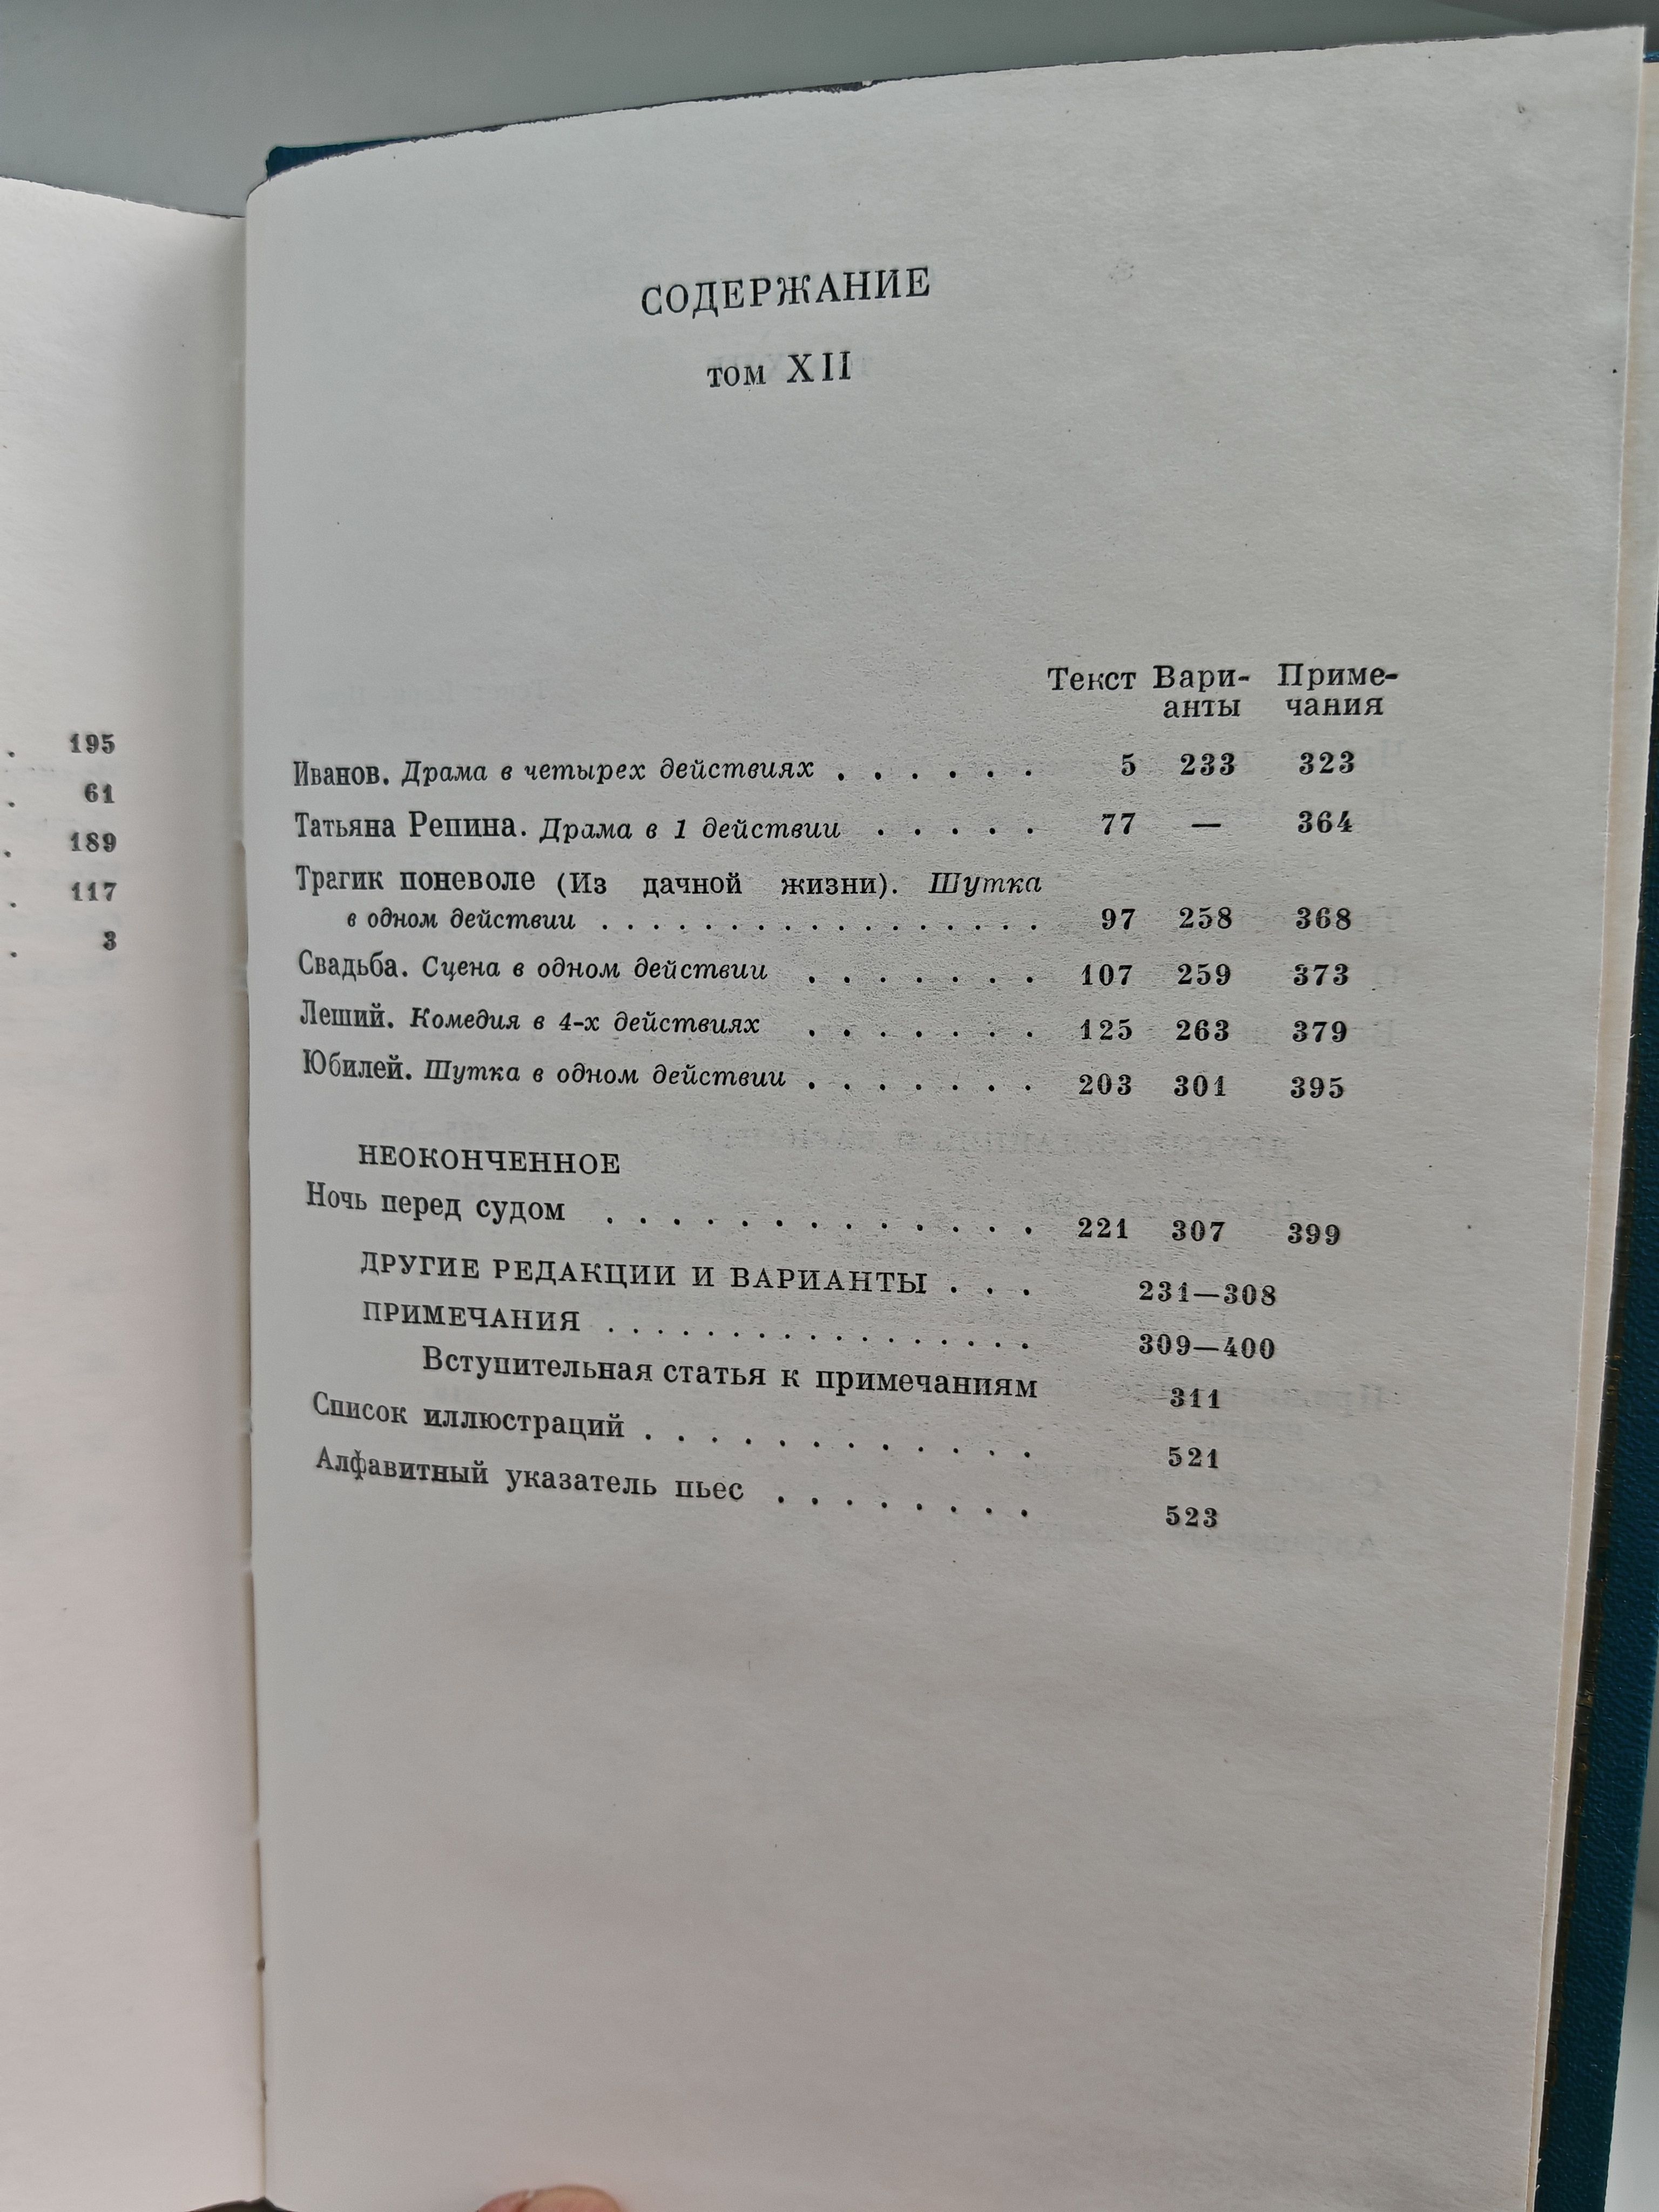 . 195
. 61
. 189
. 117
. 3
СОДЕРЖАНИЕ
том XII
Текст Вари- Приме-
анты чания
Иванов. Драма в четырех действиях . . . . . . 5 233 323
Татьяна Репина. Драма в 1 действии . . . . . 77 — 364
Трагик поневоле (Из дачной жизни). Шутка
в одном действии . . . . . . . . . . . . . . . . . 97 258 368
Свадьба. Сцена в одном действии . . . . . . . 107 259 373
Леший. Комедия в 4-х действиях . . . . . . . 125 263 379
Юбилей. Шутка в одном действии . . . . . . . 203 301 395
НЕОКОНЧЕННОЕ
Ночь перед судом . . . . . . . . . . . . . 221 307 399
ДРУГИЕ РЕДАКЦИИ И ВАРИАНТЫ . . . 231—308
ПРИМЕЧАНИЯ . . . . . . . . . . . . . . . . . 309—400
Вступительная статья к примечаниям 311
Список иллюстраций . . . . . . . . . . . . 521
Алфавитный указатель пьес . . . . . . . . 523